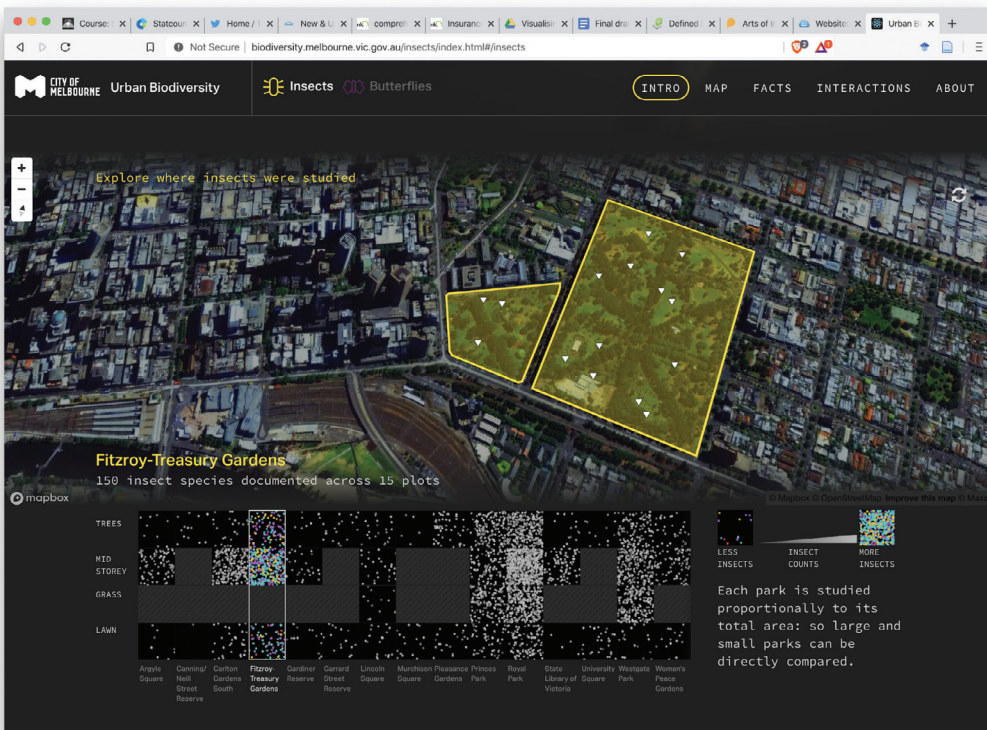 Course:
Statcoun
Home /
New & U
compreh
Insuranc
Visualisi
Final dra
Defined
Arts of I
Website
Urban Bi
Not Secure | biodiversity.melbourne.vic.gov.au/insects/index.html#/insects
CITY OF
MELBOURNE
Urban Biodiversity
Insects
Butterflies
INTRO
MAP
FACTS
INTERACTIONS
ABOUT
Explore where insects were studied
Fitzroy-Treasury Gardens
150 insect species documented across 15 plots
mapbox
© Mapbox © OpenStreetMap Improve this map © Maxa
TREES
MID
STOREY
GRASS
LAWN
Argyle
Square
Canning/
Neill
Street
Reserve
Carlton
Gardens
South
Fitzroy-
Treasury
Gardens
Gardiner
Reserve
Garrard
Street
Reserve
Lincoln
Square
Murchison
Square
Pleasance
Gardens
Princes
Park
Royal
Park
State
Library of
Victoria
University
Square
Westgate
Park
Women's
Peace
Gardens
LESS
INSECTS
INSECT
COUNTS
MORE
INSECTS
Each park is studied
proportionally to its
total area: so large and
small parks can be
directly compared.